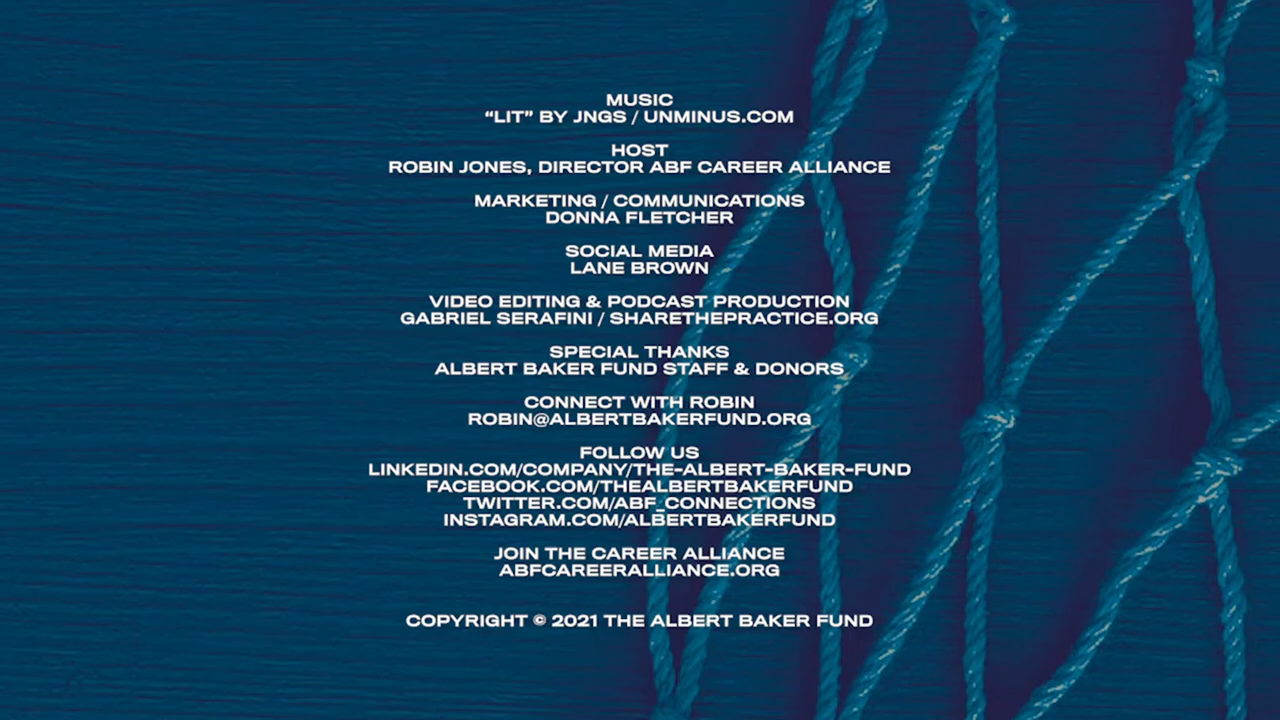 MUSIC
“LIT” BY JNGS / UNMINUS.COM
HOST
ROBIN JONES, DIRECTOR ABF CAREER ALLIANCE
MARKETING / COMMUNICATIONS
DONNA FLETCHER
SOCIAL MEDIA
LANE BROWN
VIDEO EDITING & PODCAST PRODUCTION
GABRIEL SERAFINI / SHARETHEPRACTICE.ORG
SPECIAL THANKS
ALBERT BAKER FUND STAFF & DONORS
CONNECT WITH ROBIN
ROBIN@ALBERTBAKERFUND.ORG
FOLLOW US
LINKEDIN.COM/COMPANY/THE-ALBERT-BAKER-FUND
FACEBOOK.COM/THEALBERTBAKERFUND
TWITTER.COM/ABF_CONNECTIONS
INSTAGRAM.COM/ALBERTBAKERFUND
JOIN THE CAREER ALLIANCE
ABFCAREERALLIANCE.ORG
COPYRIGHT © 2021 THE ALBERT BAKER FUND